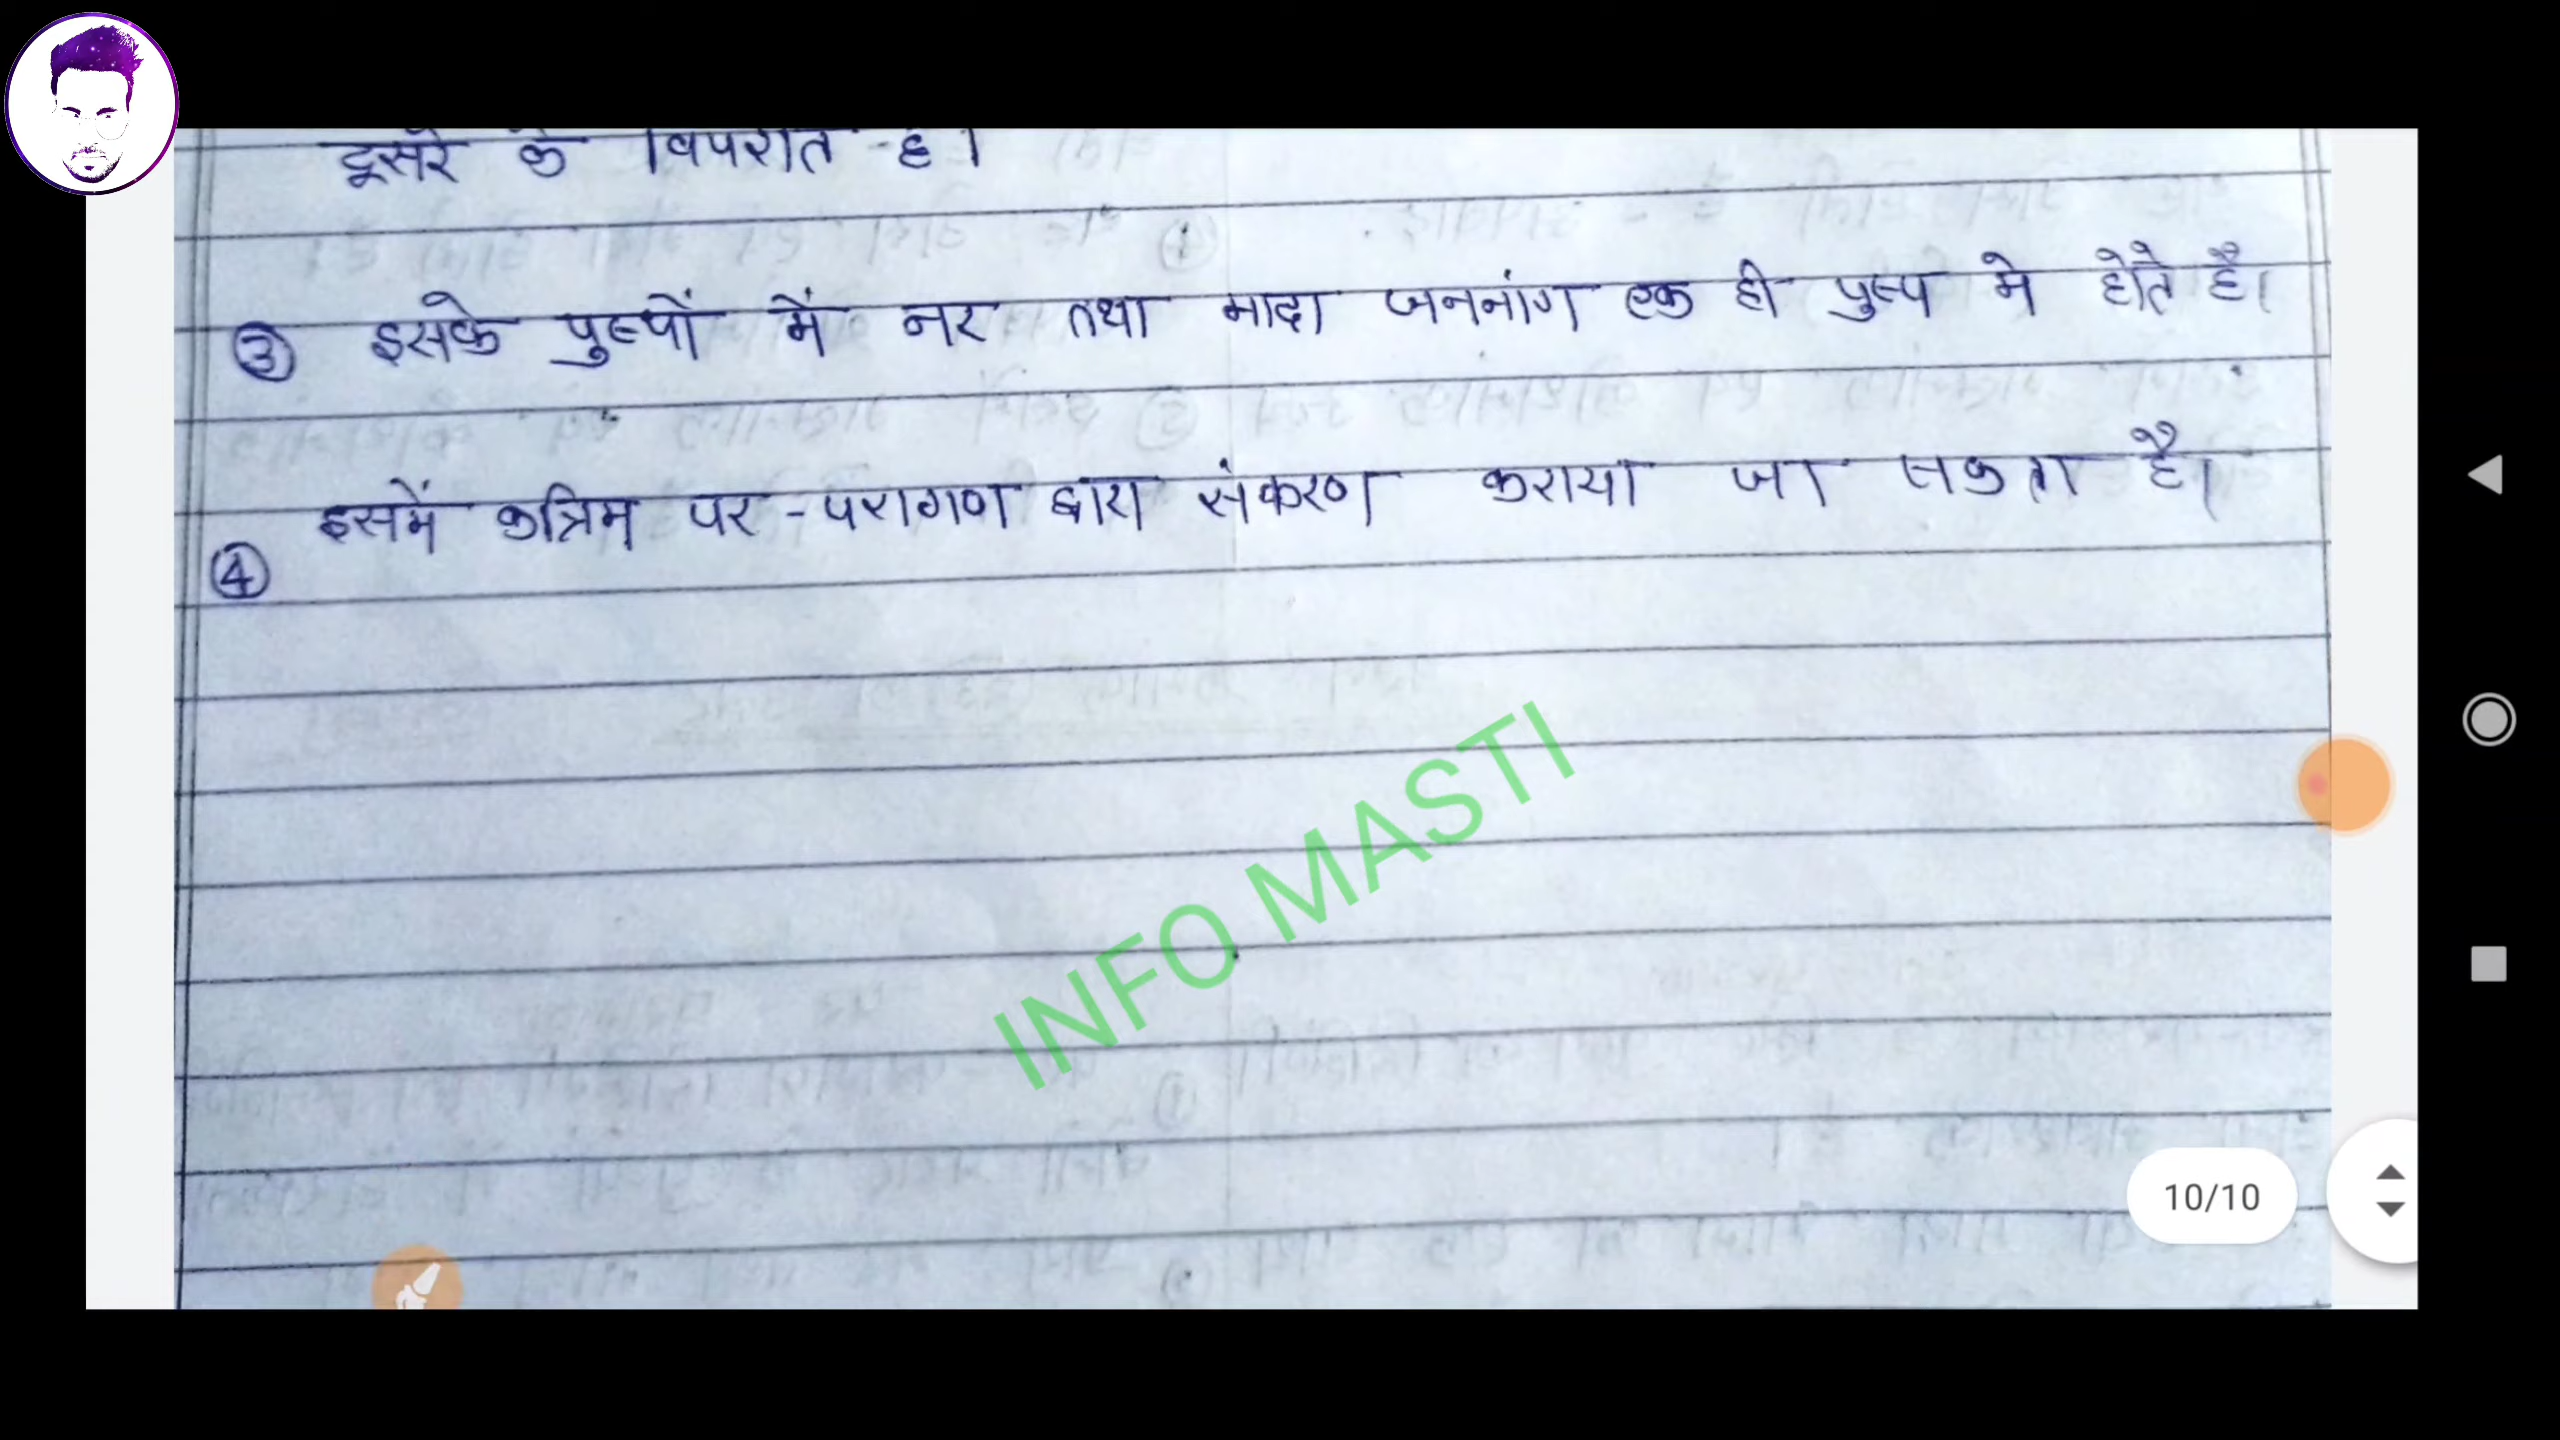 दूसरे के विपरीत है।
③ इसके पुष्पों में नर तथा मादा जननांग एक ही पुष्प मे होते है।
④ इसमें कत्रिम पर-परागण द्वारा संकरण कराया जा सकता है।
INFO MASTI
10/10